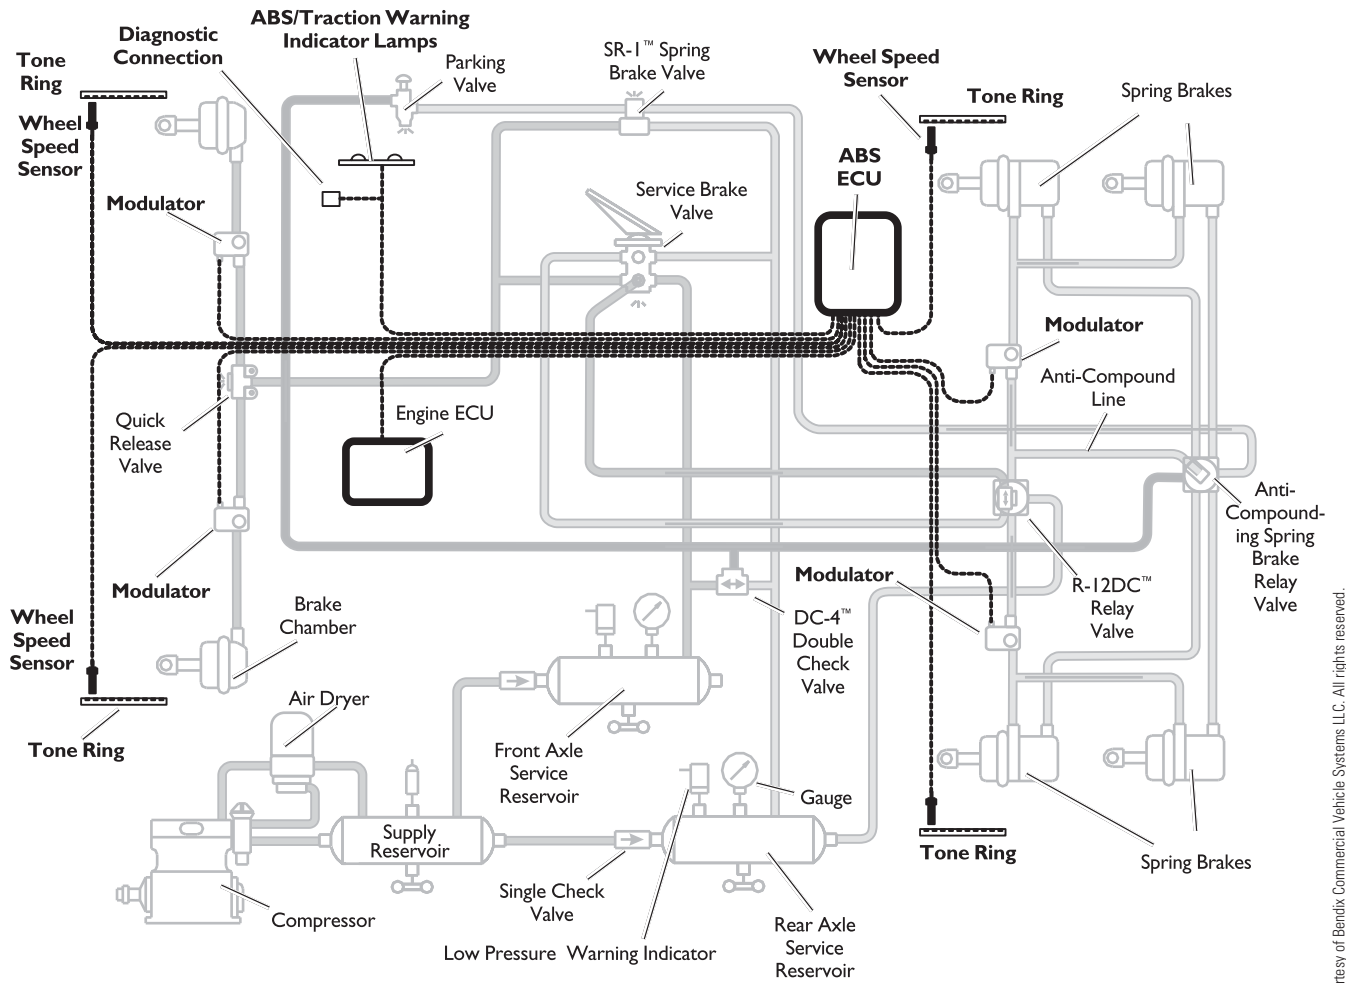 ABS/Traction Warning
Indicator Lamps
Diagnostic
Connection
Tone
Ring
Wheel
Speed
Sensor
Parking
Valve
SR-1™ Spring
Brake Valve
Wheel Speed
Sensor
Tone Ring
Spring Brakes
ABS
ECU
Modulator
Service Brake
Valve
Modulator
Anti-Compound
Line
Quick
Release
Valve
Engine ECU
Anti-
Compound-
ing Spring
Brake
Relay
Valve
Modulator
Modulator
R-12DC™
Relay
Valve
DC-4™
Double
Check
Valve
Wheel
Speed
Sensor
Brake
Chamber
Tone Ring
Air Dryer
Front Axle
Service
Reservoir
Gauge
Supply
Reservoir
Tone Ring
Spring Brakes
Single Check
Valve
Compressor
Low Pressure Warning Indicator
Rear Axle
Service
Reservoir
rtesy of Bendix Commercial Vehicle Systems LLC. All rights reserved.